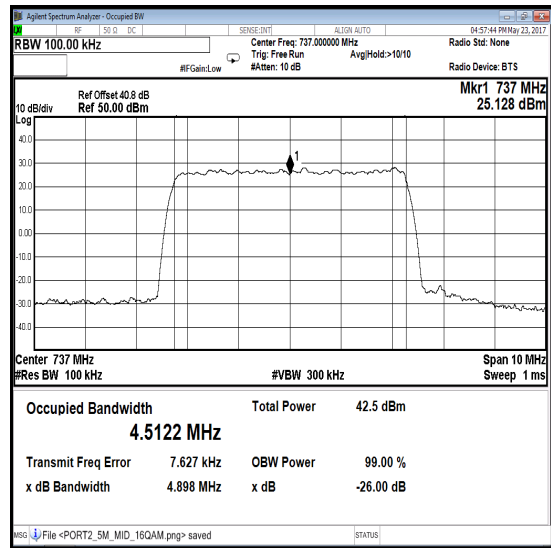 Agilent Spectrum Analyzer - Occupied BW
LXI RF 50 Ω DC SENSE:INT ALIGN AUTO 04:57:44 PM May 23, 2017
RBW 100.00 kHz Center Freq: 737.000000 MHz Radio Std: None
Trig: Free Run Avg|Hold:>10/10
#IFGain:Low #Atten: 10 dB Radio Device: BTS
Mkr1 737 MHz
25.128 dBm
Ref Offset 40.8 dB
10 dB/div Ref 50.00 dBm
Log
40.0
30.0
20.0
10.0
0.00
-10.0
-20.0
-30.0
-40.0
1
Center 737 MHz Span 10 MHz
#Res BW 100 kHz #VBW 300 kHz Sweep 1 ms
Occupied Bandwidth Total Power 42.5 dBm
4.5122 MHz
Transmit Freq Error 7.627 kHz OBW Power 99.00 %
x dB Bandwidth 4.898 MHz x dB -26.00 dB
MSG File <PORT2_5M_MID_16QAM.png> saved STATUS